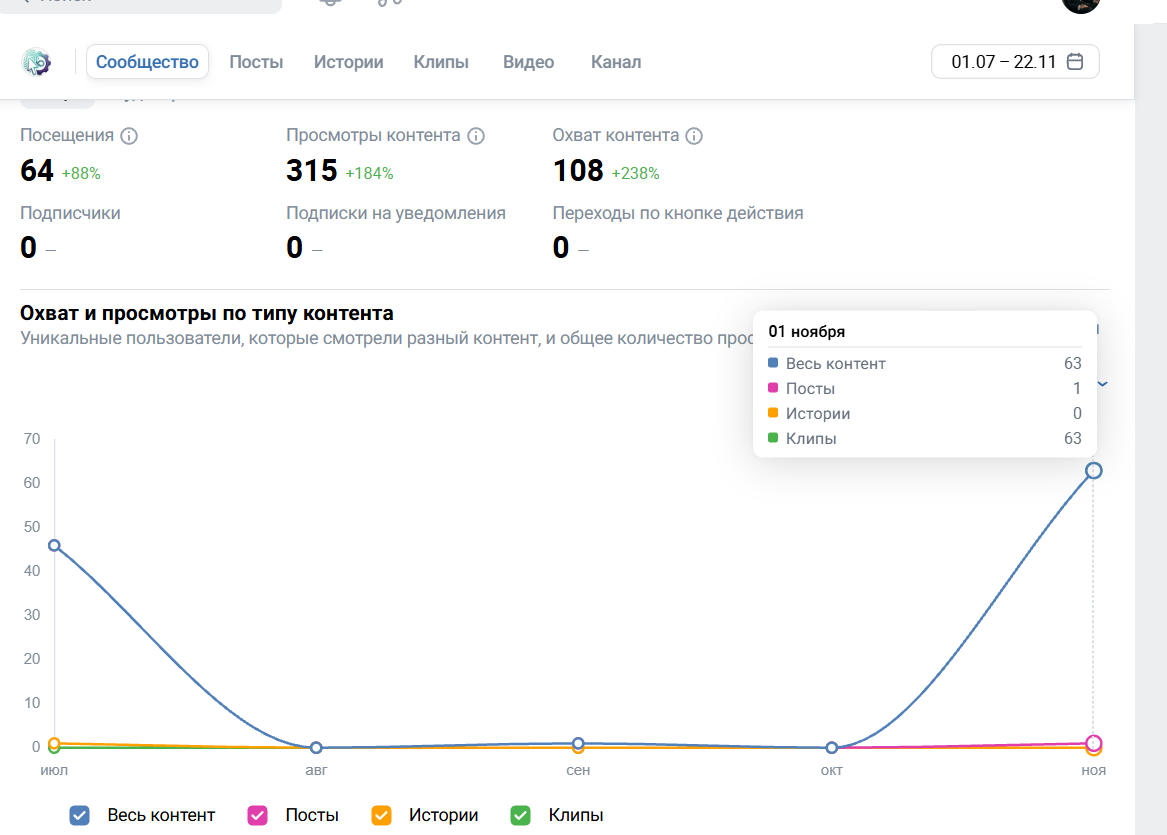 Сообщество Посты Истории Клипы Видео Канал 01.07 – 22.11
Посещения Просмотры контента Охват контента
64 +88% 315 +184% 108 +238%
Подписчики Подписки на уведомления Переходы по кнопке действия
0 – 0 – 0 –
Охват и просмотры по типу контента
Уникальные пользователи, которые смотрели разный контент, и общее количество
01 ноября
Весь контент 63
Посты 1
Истории 0
Клипы 63
70
60
50
40
30
20
10
0
июл авг сен окт ноя
Весь контент Посты Истории Клипы